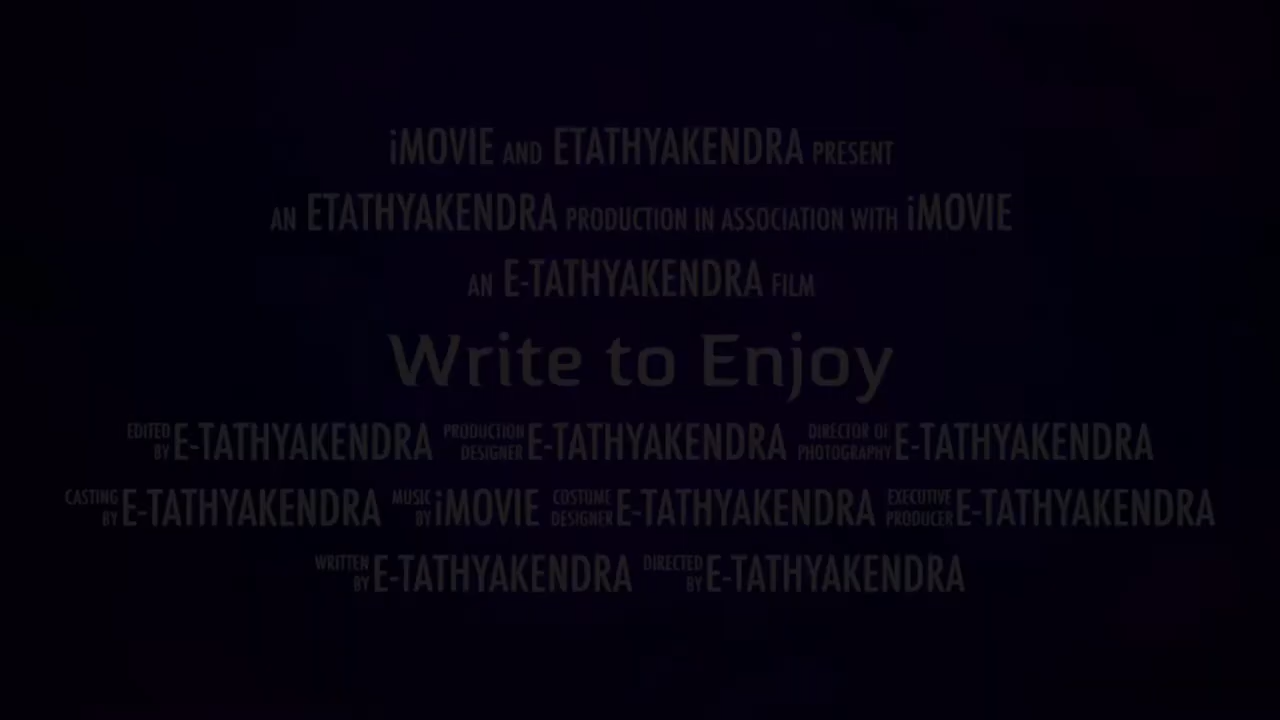 iMOVIE AND ETATHYAKENDRA PRESENT
AN ETATHYAKENDRA PRODUCTION IN ASSOCIATION WITH iMOVIE
AN E-TATHYAKENDRA FILM
Write to Enjoy
EDITED BY E-TATHYAKENDRA PRODUCTION DESIGNER E-TATHYAKENDRA DIRECTOR OF PHOTOGRAPHY E-TATHYAKENDRA
CASTING BY E-TATHYAKENDRA MUSIC BY iMOVIE COSTUME DESIGNER E-TATHYAKENDRA EXECUTIVE PRODUCER E-TATHYAKENDRA
WRITTEN BY E-TATHYAKENDRA DIRECTED BY E-TATHYAKENDRA